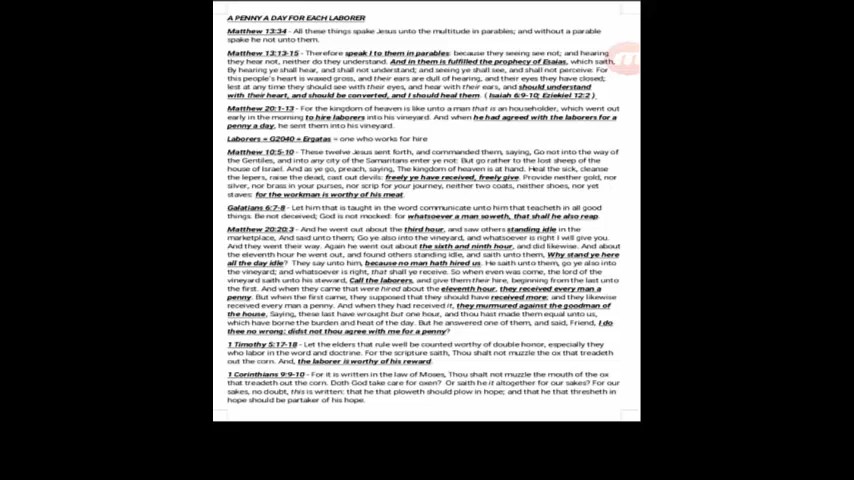 A PENNY A DAY FOR EACH LABORER
Matthew 13:34 - All these things spake Jesus unto the multitude in parables; and without a parable
spake he not unto them.
Matthew 13:13-15 - Therefore speak I to them in parables: because they seeing see not; and hearing
they hear not, neither do they understand. And in them is fulfilled the prophecy of Esaias, which saith,
By hearing ye shall hear, and shall not understand; and seeing ye shall see, and shall not perceive: For
this people's heart is waxed gross, and their ears are dull of hearing, and their eyes they have closed;
lest at any time they should see with their eyes, and hear with their ears, and should understand
with their heart, and should be converted, and I should heal them. ( Isaiah 6:9-10; Eziekiel 12:2 )
Matthew 20:1-13 - For the kingdom of heaven is like unto a man that is an householder, which went out
early in the morning to hire laborers into his vineyard. And when he had agreed with the laborers for a
penny a day, he sent them into his vineyard.
Laborers = G2040 = Ergatas = one who works for hire
Matthew 10:5-10 - These twelve Jesus sent forth, and commanded them, saying, Go not into the way of
the Gentiles, and into any city of the Samaritans enter ye not: But go rather to the lost sheep of the
house of Israel. And as ye go, preach, saying, The kingdom of heaven is at hand. Heal the sick, cleanse
the lepers, raise the dead, cast out devils: freely ye have received, freely give. Provide neither gold, nor
silver, nor brass in your purses, nor scrip for your journey, neither two coats, neither shoes, nor yet
staves: for the workman is worthy of his meat.
Galatians 6:7-8 - Let him that is taught in the word communicate unto him that teacheth in all good
things. Be not deceived; God is not mocked: for whatsoever a man soweth, that shall he also reap.
Matthew 20:20:3 - And he went out about the third hour, and saw others standing idle in the
marketplace, And said unto them; Go ye also into the vineyard, and whatsoever is right I will give you.
And they went their way. Again he went out about the sixth and ninth hour, and did likewise. And about
the eleventh hour he went out, and found others standing idle, and saith unto them, Why stand ye here
all the day idle? They say unto him, because no man hath hired us. He saith unto them, go ye also into
the vineyard; and whatsoever is right, that shall ye receive. So when even was come, the lord of the
vineyard saith unto his steward, Call the laborers, and give them their hire, beginning from the last unto
the first. And when they came that were hired about the eleventh hour, they received every man a
penny. But when the first came, they supposed that they should have received more; and they likewise
received every man a penny. And when they had received it, they murmured against the goodman of
the house, Saying, these last have wrought but one hour, and thou hast made them equal unto us,
which have borne the burden and heat of the day. But he answered one of them, and said, Friend, I do
thee no wrong: didst not thou agree with me for a penny?
1 Timothy 5:17-18 - Let the elders that rule well be counted worthy of double honor, especially they
who labor in the word and doctrine. For the scripture saith, Thou shalt not muzzle the ox that treadeth
out the corn. And, the laborer is worthy of his reward.
1 Corinthians 9:9-10 - For it is written in the law of Moses, Thou shalt not muzzle the mouth of the ox
that treadeth out the corn. Doth God take care for oxen? Or saith he it altogether for our sakes? For our
sakes, no doubt, this is written: that he that ploweth should plow in hope; and that he that thresheth in
hope should be partaker of his hope.